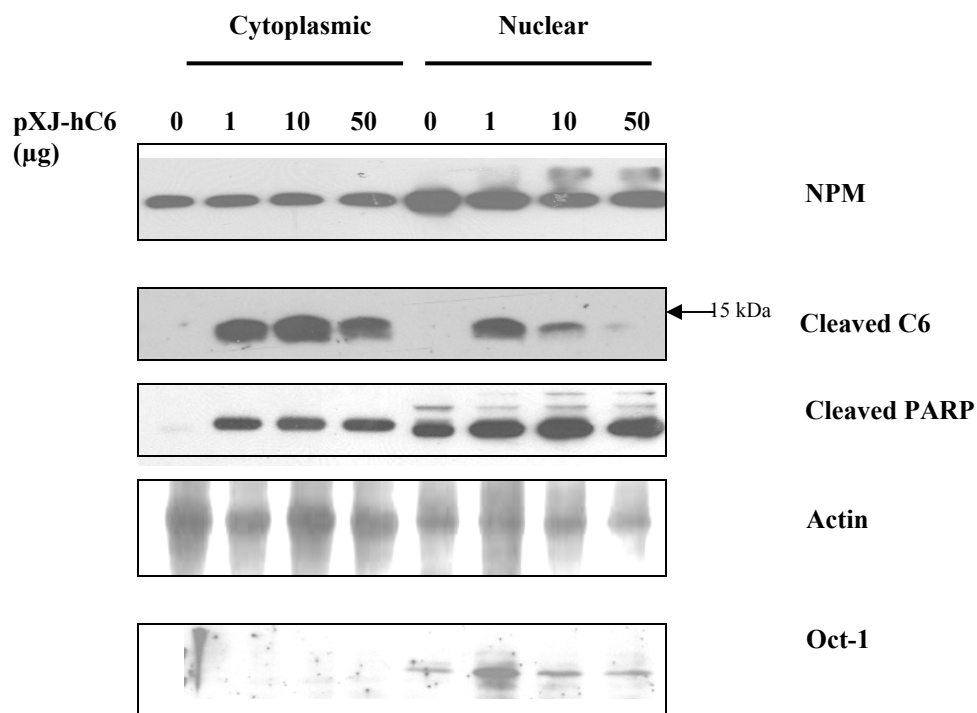 Cytoplasmic Nuclear
pXJ-hC6 0 1 10 50 0 1 10 50
(µg)
NPM
15 kDa
Cleaved C6
Cleaved PARP
Actin
Oct-1